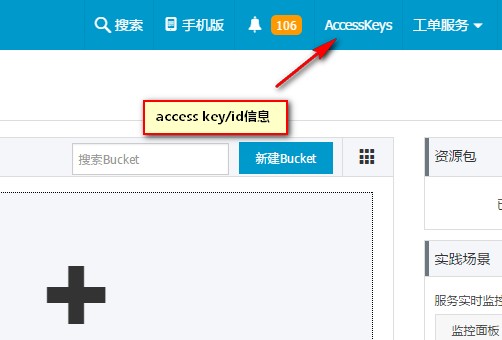 搜索 手机版 106 AccessKeys 工单服务
access key/id信息
搜索Bucket 新建Bucket 资源包
已
实践场景
服务实时监控
监控面板